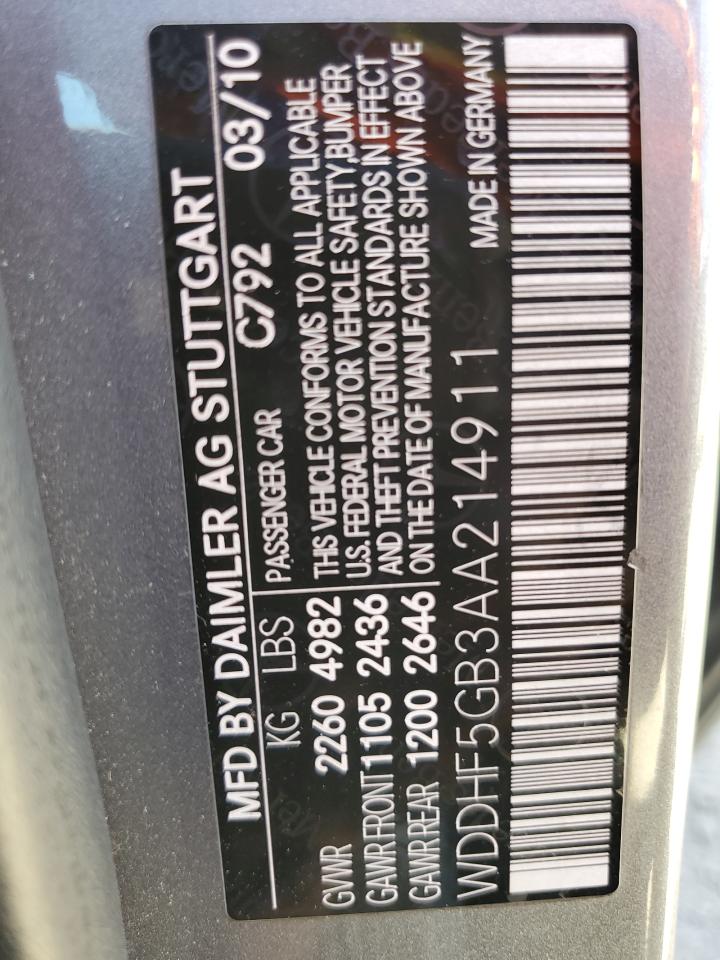 MFD BY DAIMLER AG STUTTGART
KG LBS PASSENGER CAR C792 03/10
GVWR 2260 4982 THIS VEHICLE CONFORMS TO ALL APPLICABLE
U.S. FEDERAL MOTOR VEHICLE SAFETY,BUMPER
GAWR FRONT 1105 2436 AND THEFT PREVENTION STANDARDS IN EFFECT
GAWR REAR 1200 2646 ON THE DATE OF MANUFACTURE SHOWN ABOVE
WDDHF5GB3AA214911 MADE IN GERMANY